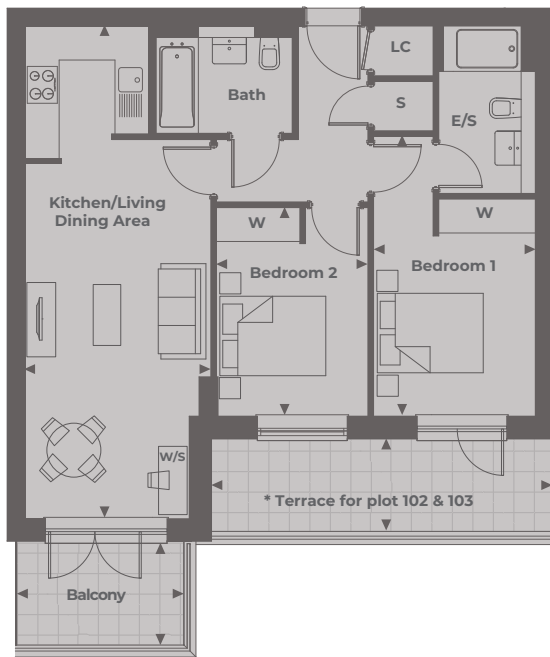 LC
Bath
S
E/S
Kitchen/Living
Dining Area
W
W
Bedroom 2
Bedroom 1
W/S
* Terrace for plot 102 & 103
Balcony